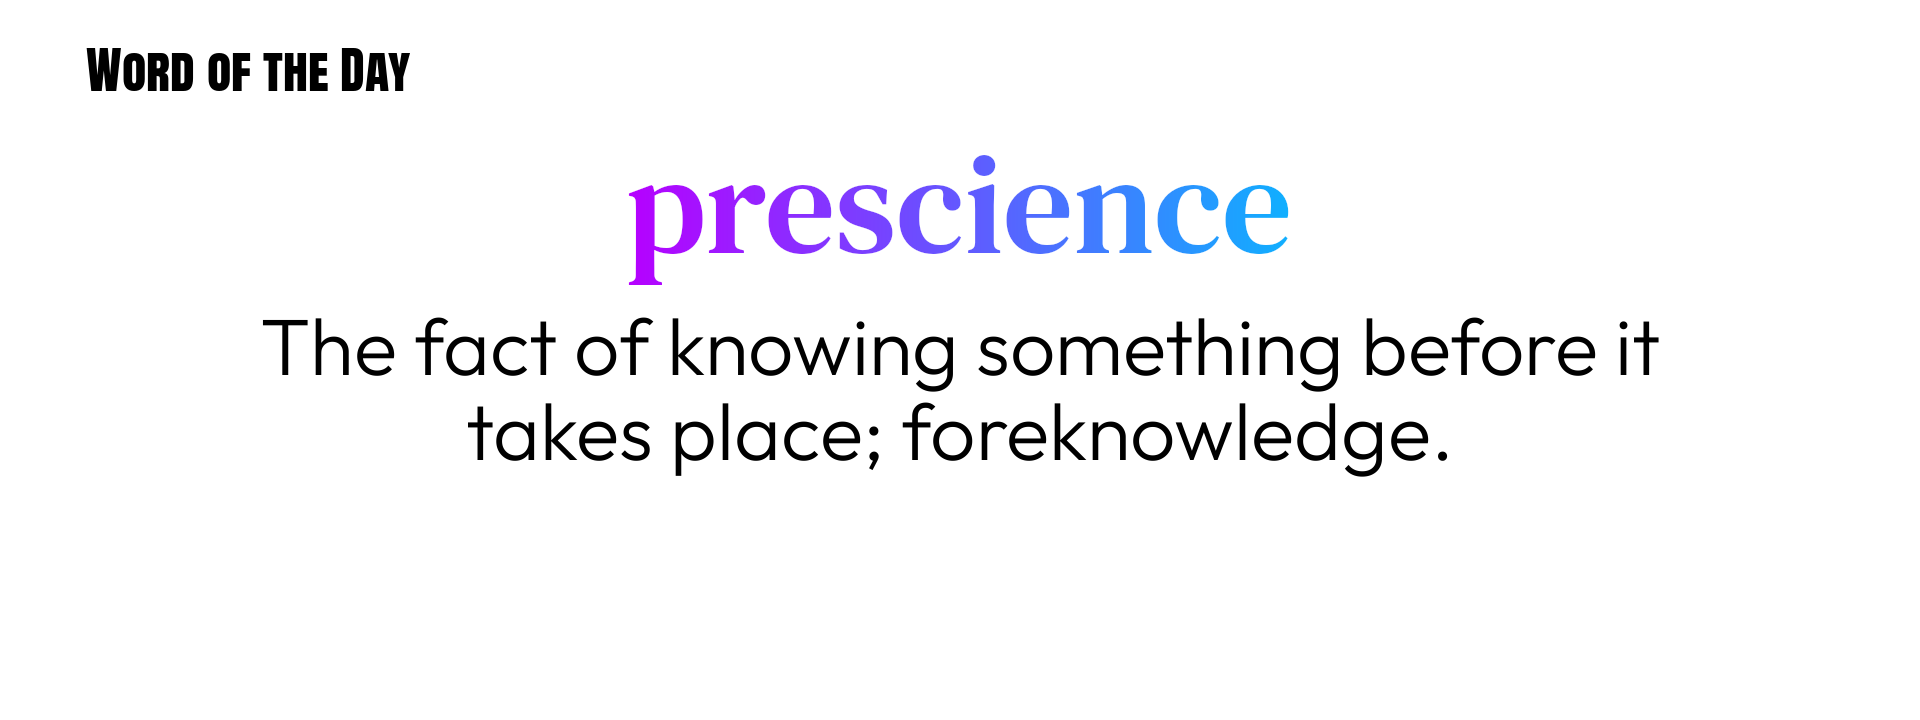 Word of the Day
prescience
The fact of knowing something before it
takes place; foreknowledge.